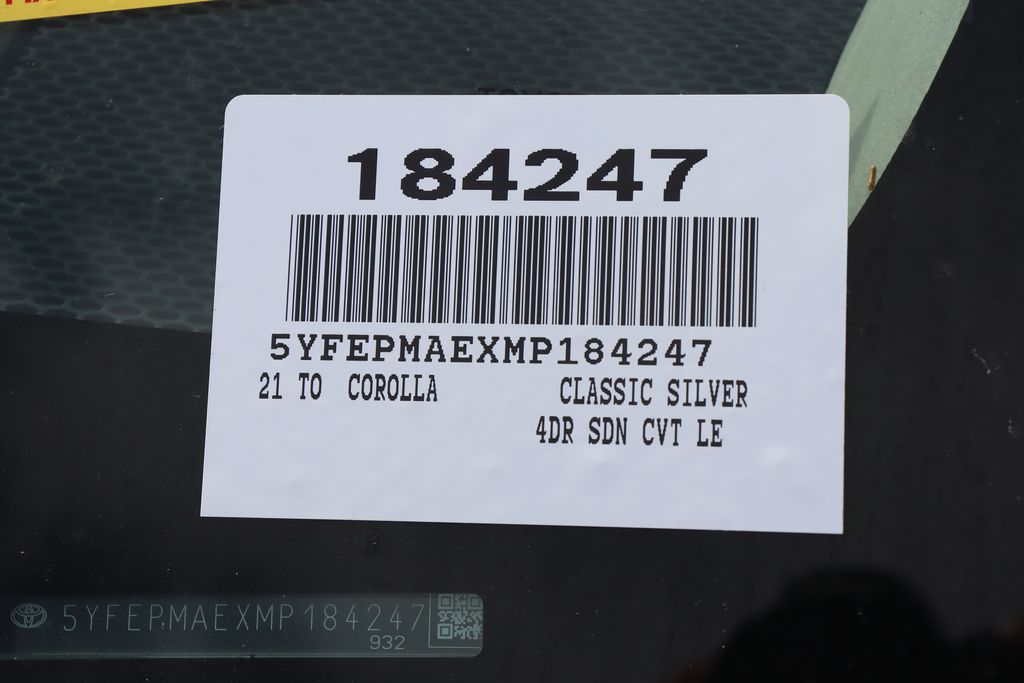 184247
5YFEPMAEXMP184247
21 TO COROLLA CLASSIC SILVER
4DR SDN CVT LE
5YFEPMAEXMP184247
932